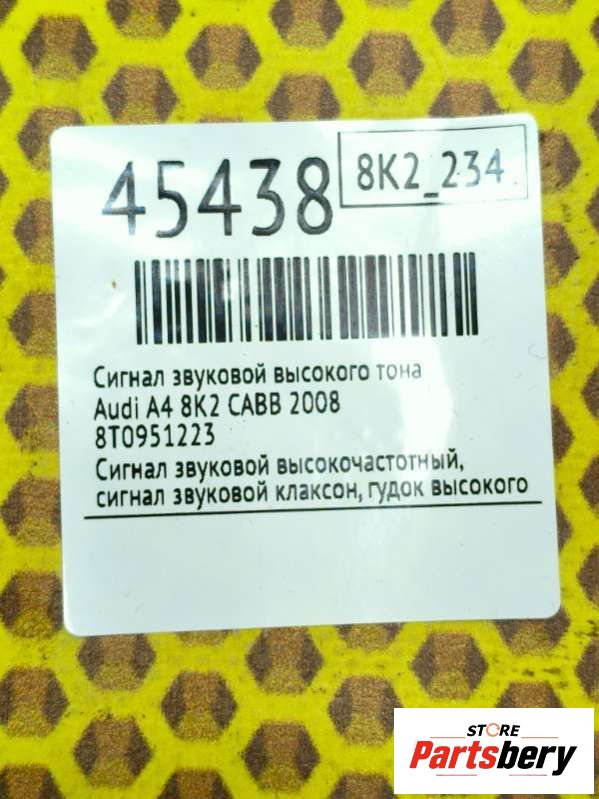 45438
8K2_234
Сигнал звуковой высокого тона
Audi A4 8K2 CABB 2008
8T0951223
Сигнал звуковой высокочастотный,
сигнал звуковой клаксон, гудок высокого
STORE
Partsbery